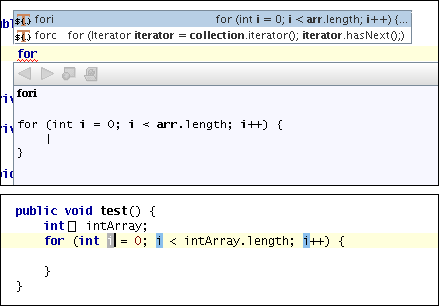 fori for (int i = 0; i < arr.length; i++) {...
forc for (Iterator iterator = collection.iterator(); iterator.hasNext();)
for
fori
for (int i = 0; i < arr.length; i++) {
}
public void test() {
int[] intArray;
for (int i = 0; i < intArray.length; i++) {
}
}